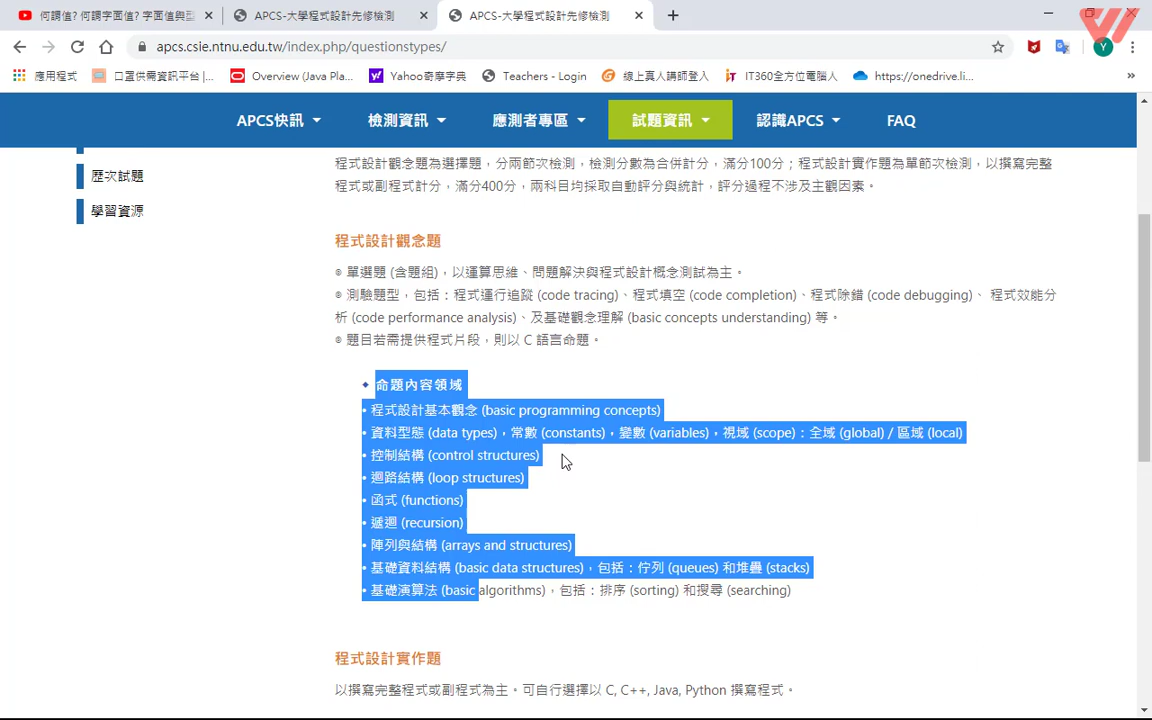 何謂值? 何謂字面值? 字面值與型
APCS-大學程式設計先修檢測
APCS-大學程式設計先修檢測
apcs.csie.ntnu.edu.tw/index.php/questionstypes/
Y
應用程式
口罩供需資訊平台 |...
Overview (Java Pla...
Yahoo奇摩字典
Teachers - Login
線上真人講師登入
IT360全方位電腦人
https://onedrive.li...
»
APCS快訊
檢測資訊
應測者專區
試題資訊
認識APCS
FAQ
歷次試題
學習資源
程式設計觀念題為選擇題，分兩節次檢測，檢測分數為合併計分，滿分100分；程式設計實作題為單節次檢測，以撰寫完整
程式或副程式計分，滿分400分，兩科目均採取自動評分與統計，評分過程不涉及主觀因素。
程式設計觀念題
⊙ 單選題 (含題組)，以運算思維、問題解決與程式設計概念測試為主。
⊙ 測驗題型，包括：程式運行追蹤 (code tracing)、程式填空 (code completion)、程式除錯 (code debugging)、 程式效能分
析 (code performance analysis)、及基礎觀念理解 (basic concepts understanding) 等。
⊙ 題目若需提供程式片段，則以 C 語言命題。
◆ 命題內容領域
• 程式設計基本觀念 (basic programming concepts)
• 資料型態 (data types)，常數 (constants)，變數 (variables)，視域 (scope)：全域 (global) / 區域 (local)
• 控制結構 (control structures)
• 迴路結構 (loop structures)
• 函式 (functions)
• 遞迴 (recursion)
• 陣列與結構 (arrays and structures)
• 基礎資料結構 (basic data structures)，包括：佇列 (queues) 和堆疊 (stacks)
• 基礎演算法 (basic algorithms)，包括：排序 (sorting) 和搜尋 (searching)
程式設計實作題
以撰寫完整程式或副程式為主。可自行選擇以 C, C++, Java, Python 撰寫程式。